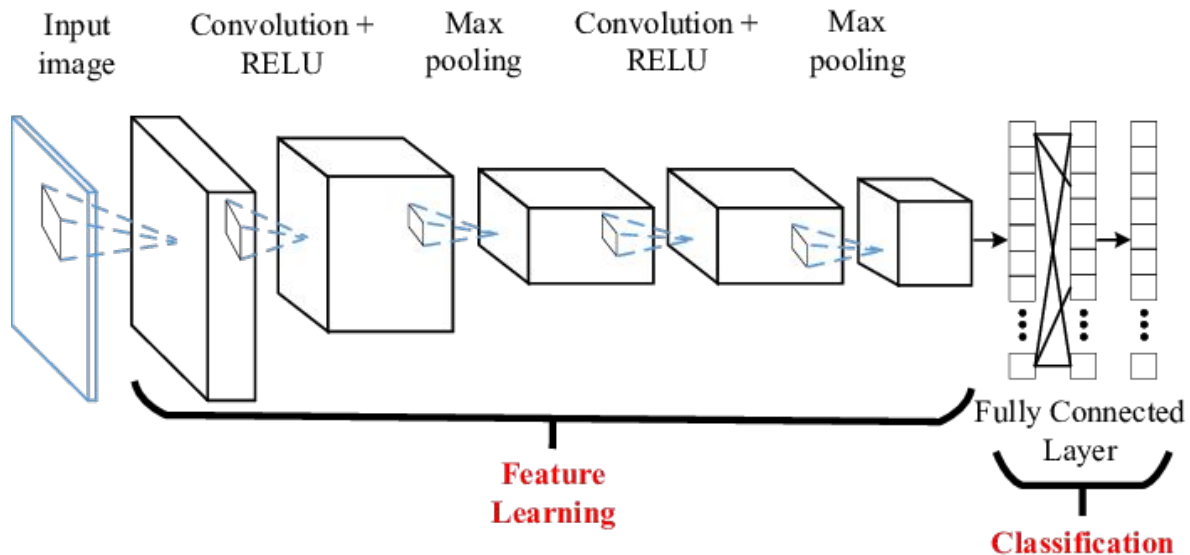 Input
image
Convolution +
RELU
Max
pooling
Convolution +
RELU
Max
pooling
Fully Connected
Layer
Feature
Learning
Classification